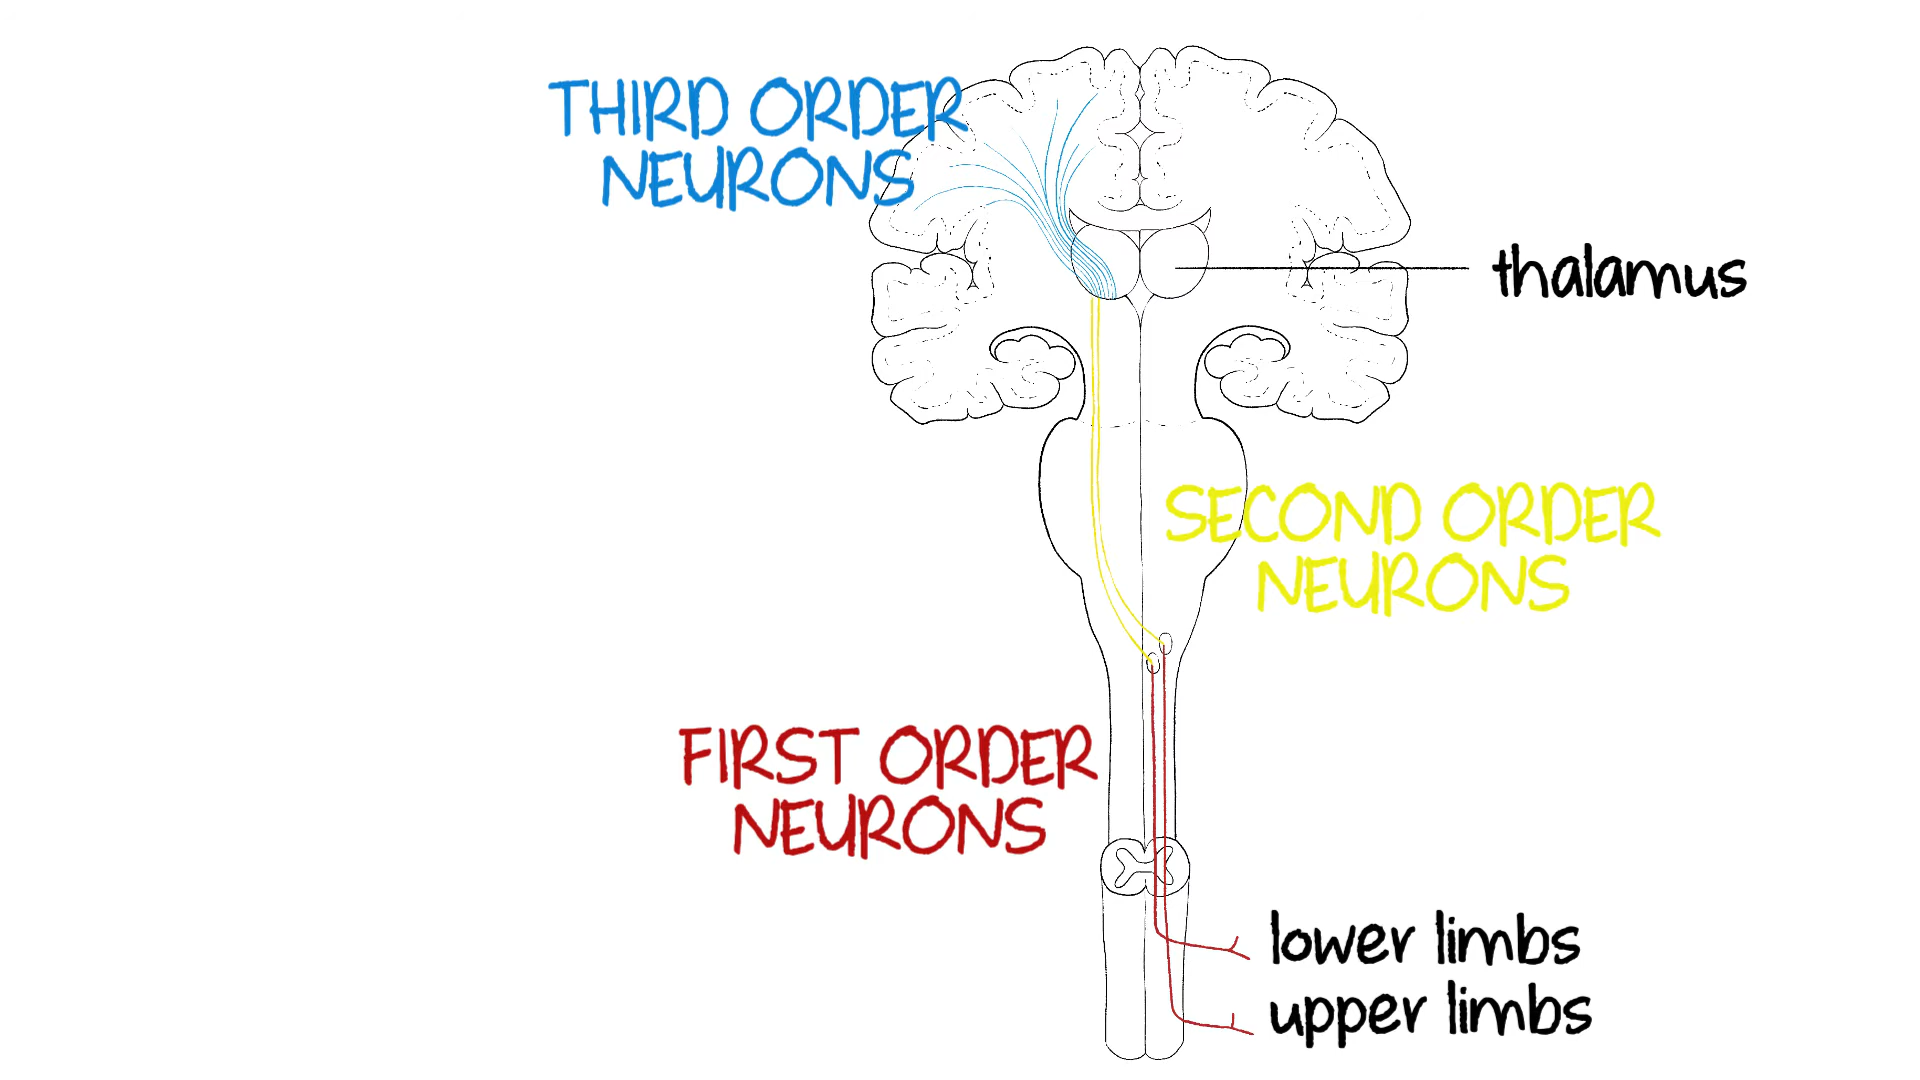 THIRD ORDER
NEURONS
thalamus
SECOND ORDER
NEURONS
FIRST ORDER
NEURONS
lower limbs
upper limbs